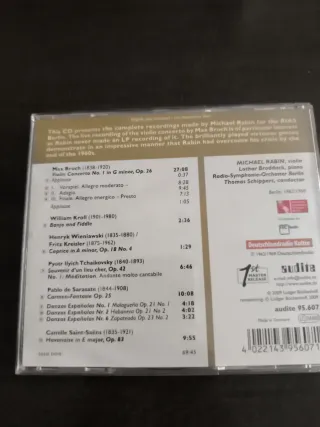 This CD presents the complete recordings made by Michael Rabin for the RIAS
Berlin. The live recording of the violin concerto by Max Bruch is of particular interest
as Rabin never made an LP recording of it. The brilliantly played virtuoso pieces
demonstrate in an impressive manner that Rabin had overcome his crisis by the
end of the 1960s.
Max Bruch (1838-1920)
Violin Concerto No. 1 in G minor, Op. 26 27:00
Applause 0:37
I. Vorspiel. Allegro moderato – 8:28
II. Adagio 9:42
III. Finale. Allegro energico – Presto 7:12
Applause 1:05
William Kroll (1901-1980)
Banjo and Fiddle 3:36
Henryk Wieniawski (1835-1880) /
Fritz Kreisler (1875-1962)
Caprice in A minor, Op. 18 No. 4 1:29
Pyotr Ilyich Tchaikovsky (1840-1893)
Souvenir d'un lieu cher, Op. 42 6:46
No. 1 Méditation. Andante molto cantabile
Pablo de Sarasate (1844-1908)
Carmen-Fantasie Op. 25 10:08
Danzas Españolas No. 1 Malagueña Op. 21 No. 1 4:18
Danzas Españolas No. 2 Habanera Op. 21 No. 2 4:02
Danzas Españolas No. 6 Zapateado Op. 23 No. 2 3:22
Camille Saint-Saëns (1835-1921)
Havanaise in E major, Op. 83 9:55
69:45
MICHAEL RABIN, violin
Lothar Broddack, piano
Radio-Symphonie-Orchester Berlin
Thomas Schippers, conductor
Deutschlandradio Kultur
1st
MASTER
RELEASE
audite
audite 95.607
4 022143 956071